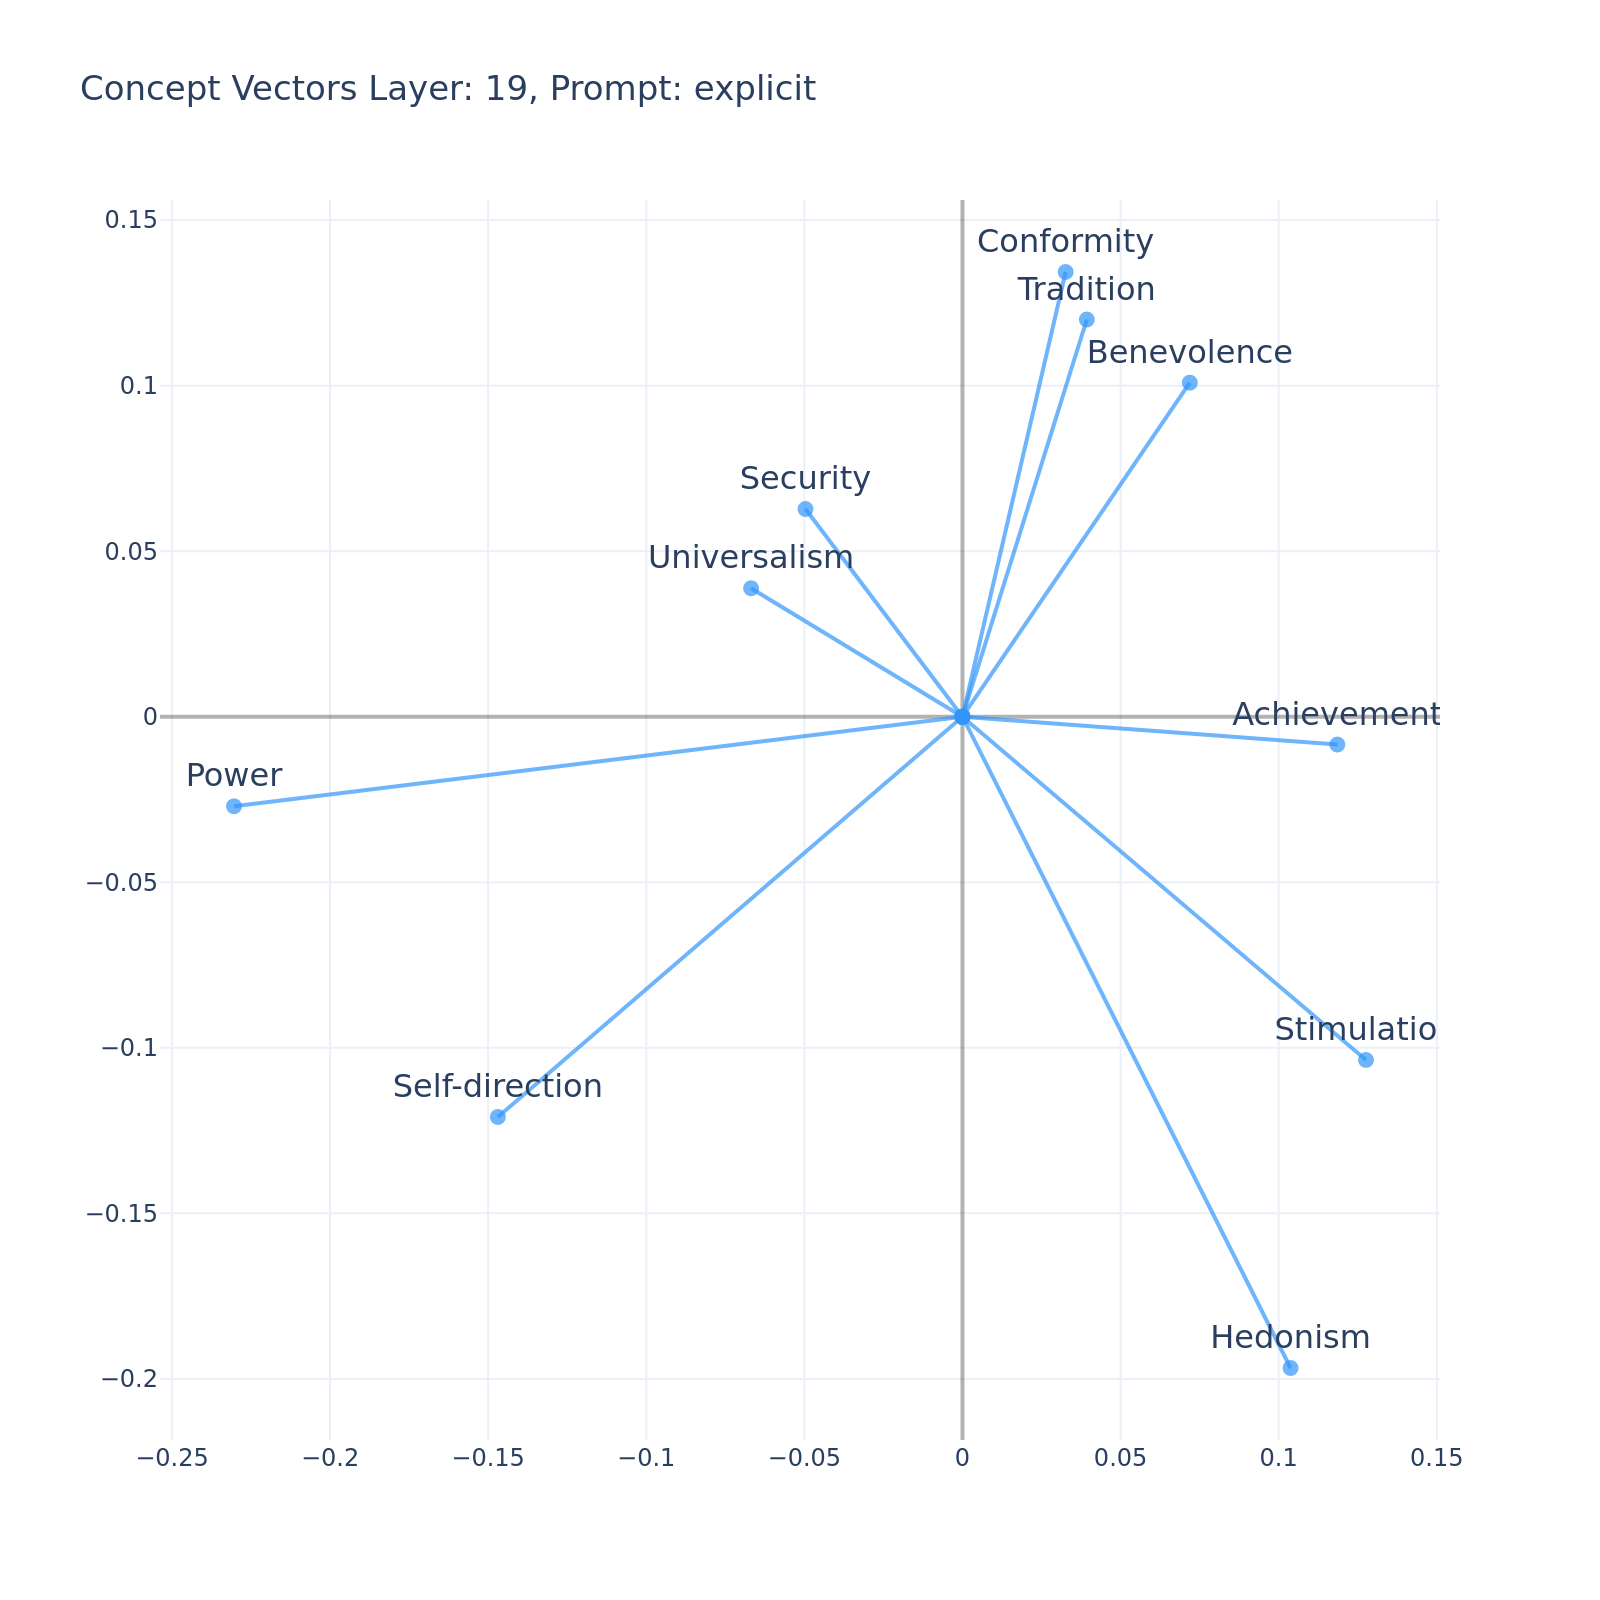 Concept Vectors Layer: 19, Prompt: explicit
0.15
Conformity
Tradition
Benevolence
0.1
Security
0.05
Universalism
Achievement
0
Power
−0.05
Stimulatio
−0.1
Self-direction
−0.15
Hedonism
−0.2
−0.25 −0.2 −0.15 −0.1 −0.05 0 0.05 0.1 0.15